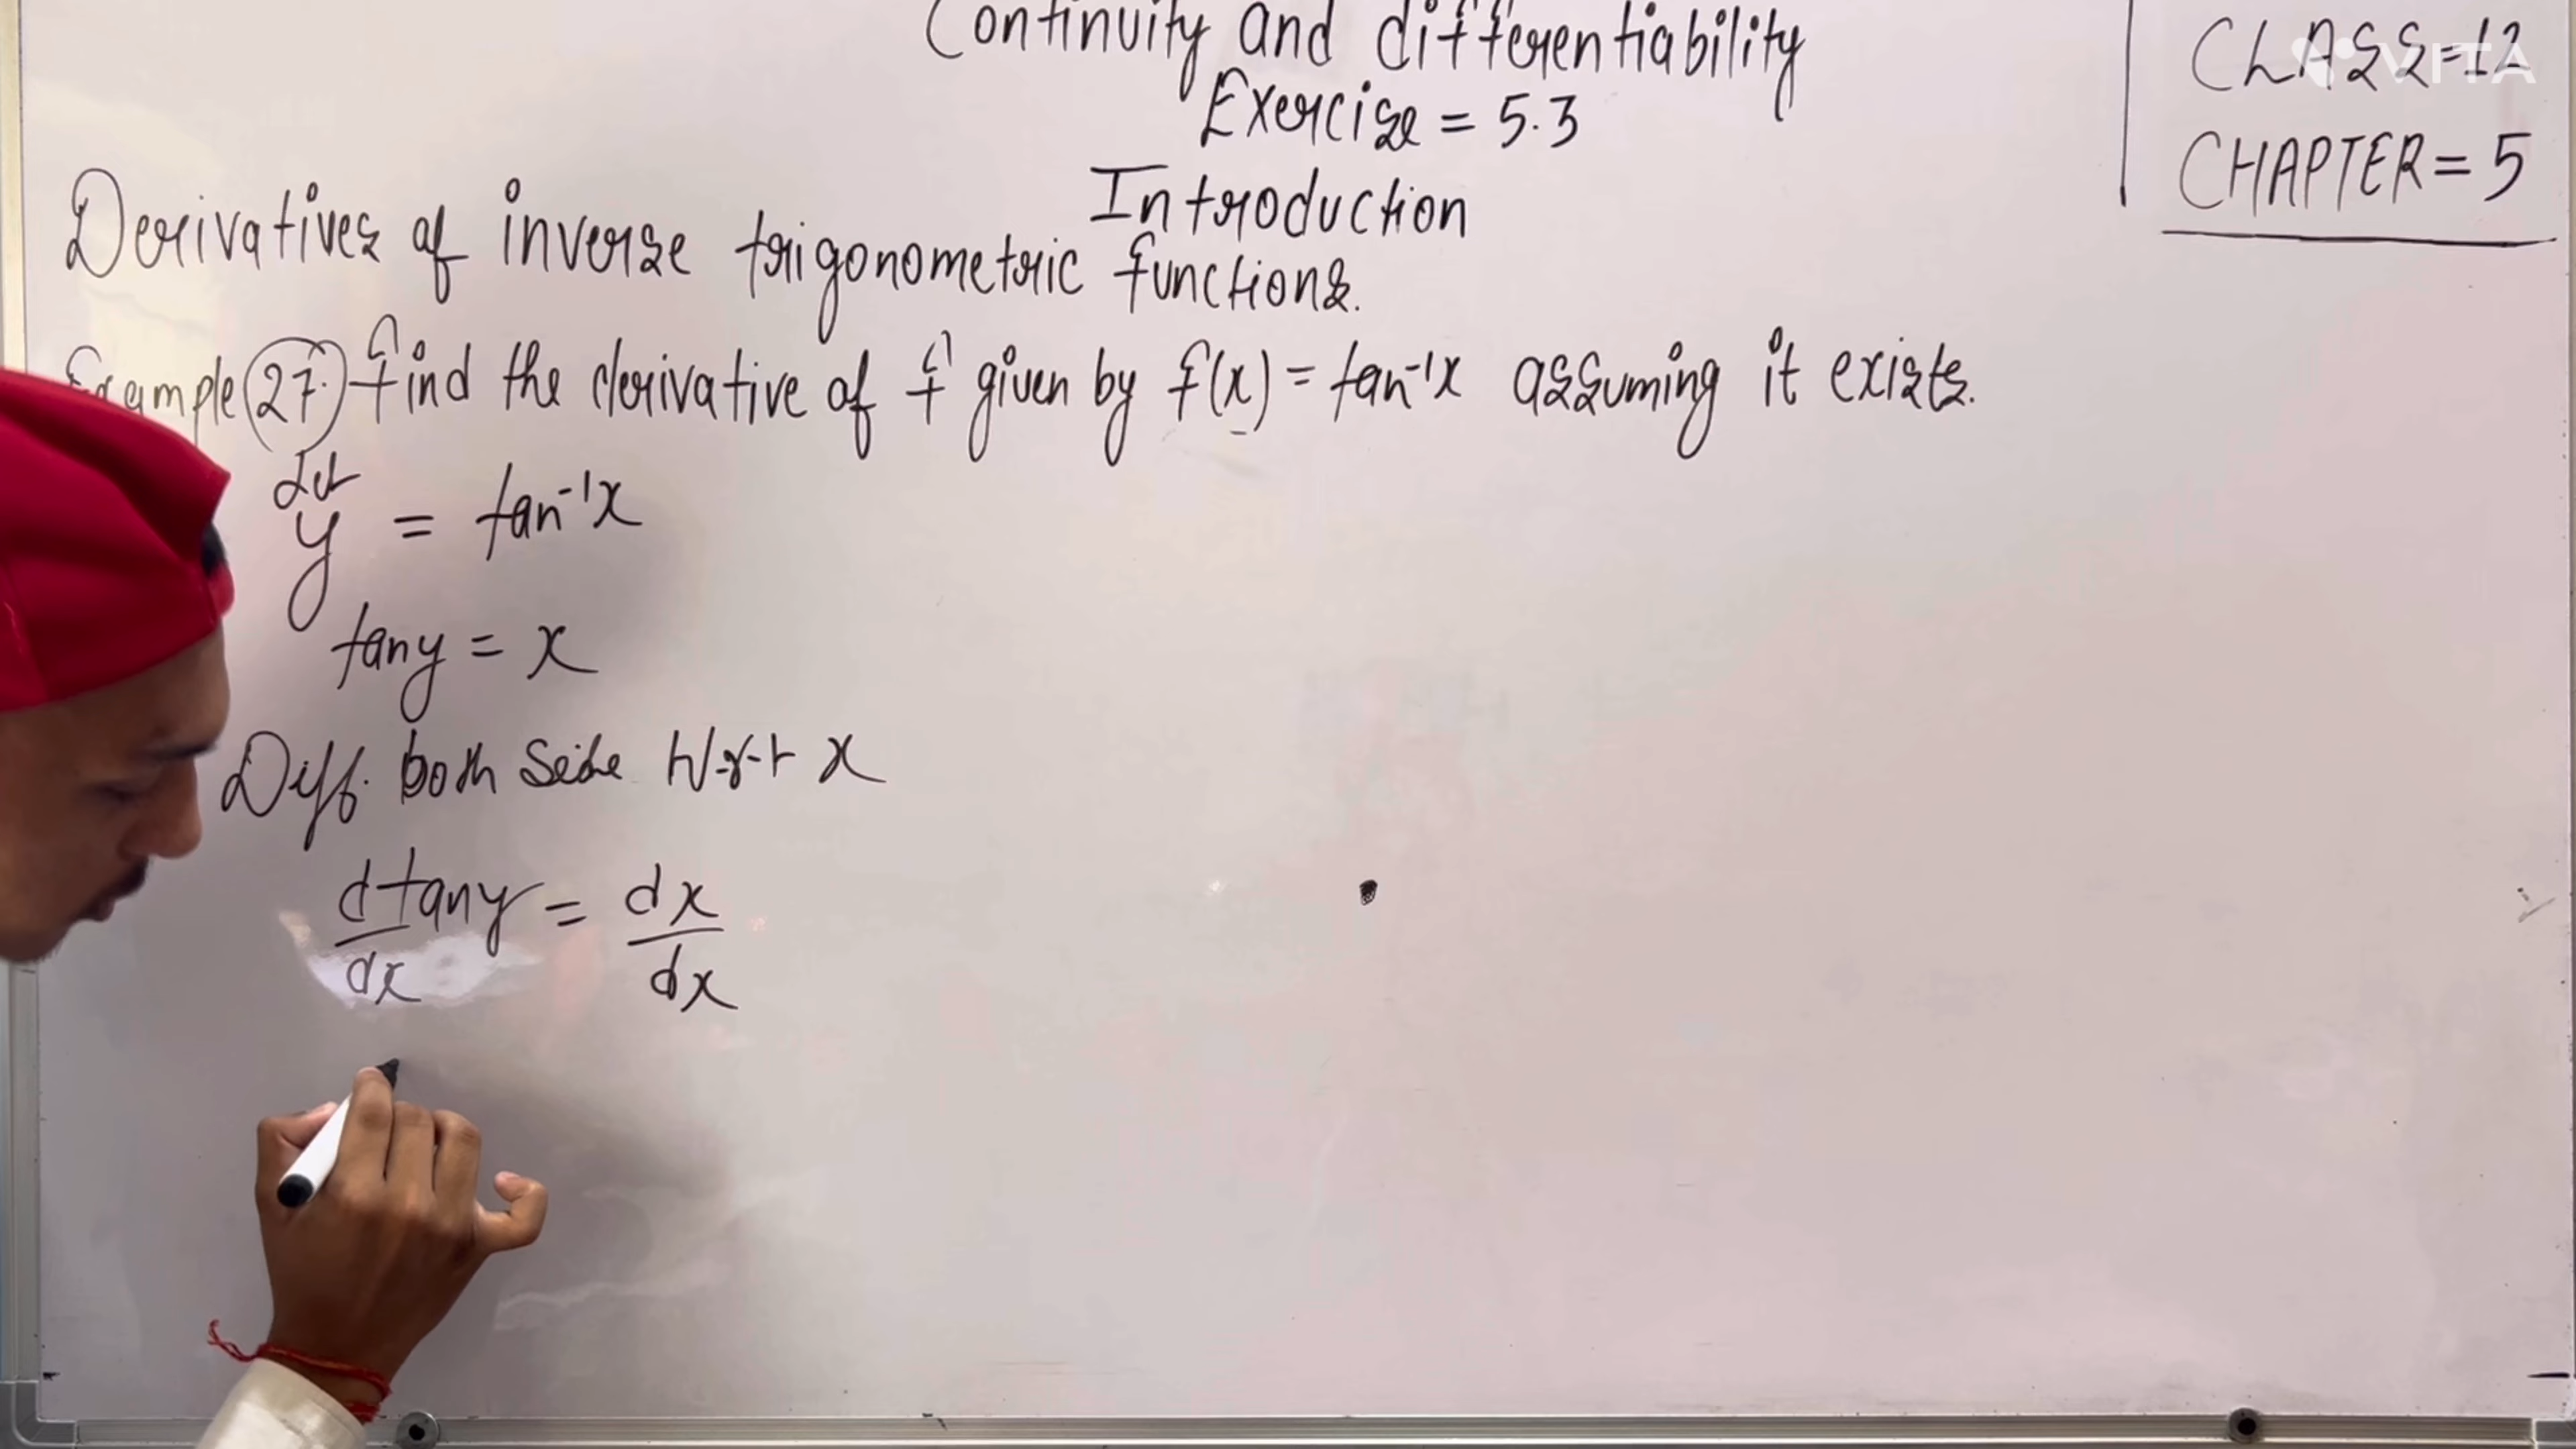 Continuity and differentiability
Exercise = 5.3
Introduction
CLASS=12
CHAPTER = 5
VITA
Derivatives of inverse trigonometric functions.
Example 27. find the derivative of f given by f(x) = tan⁻¹x assuming it exists.
Let
y = tan⁻¹x
tany = x
Diff. both Side W.r.t x
dtany/dx = dx/dx